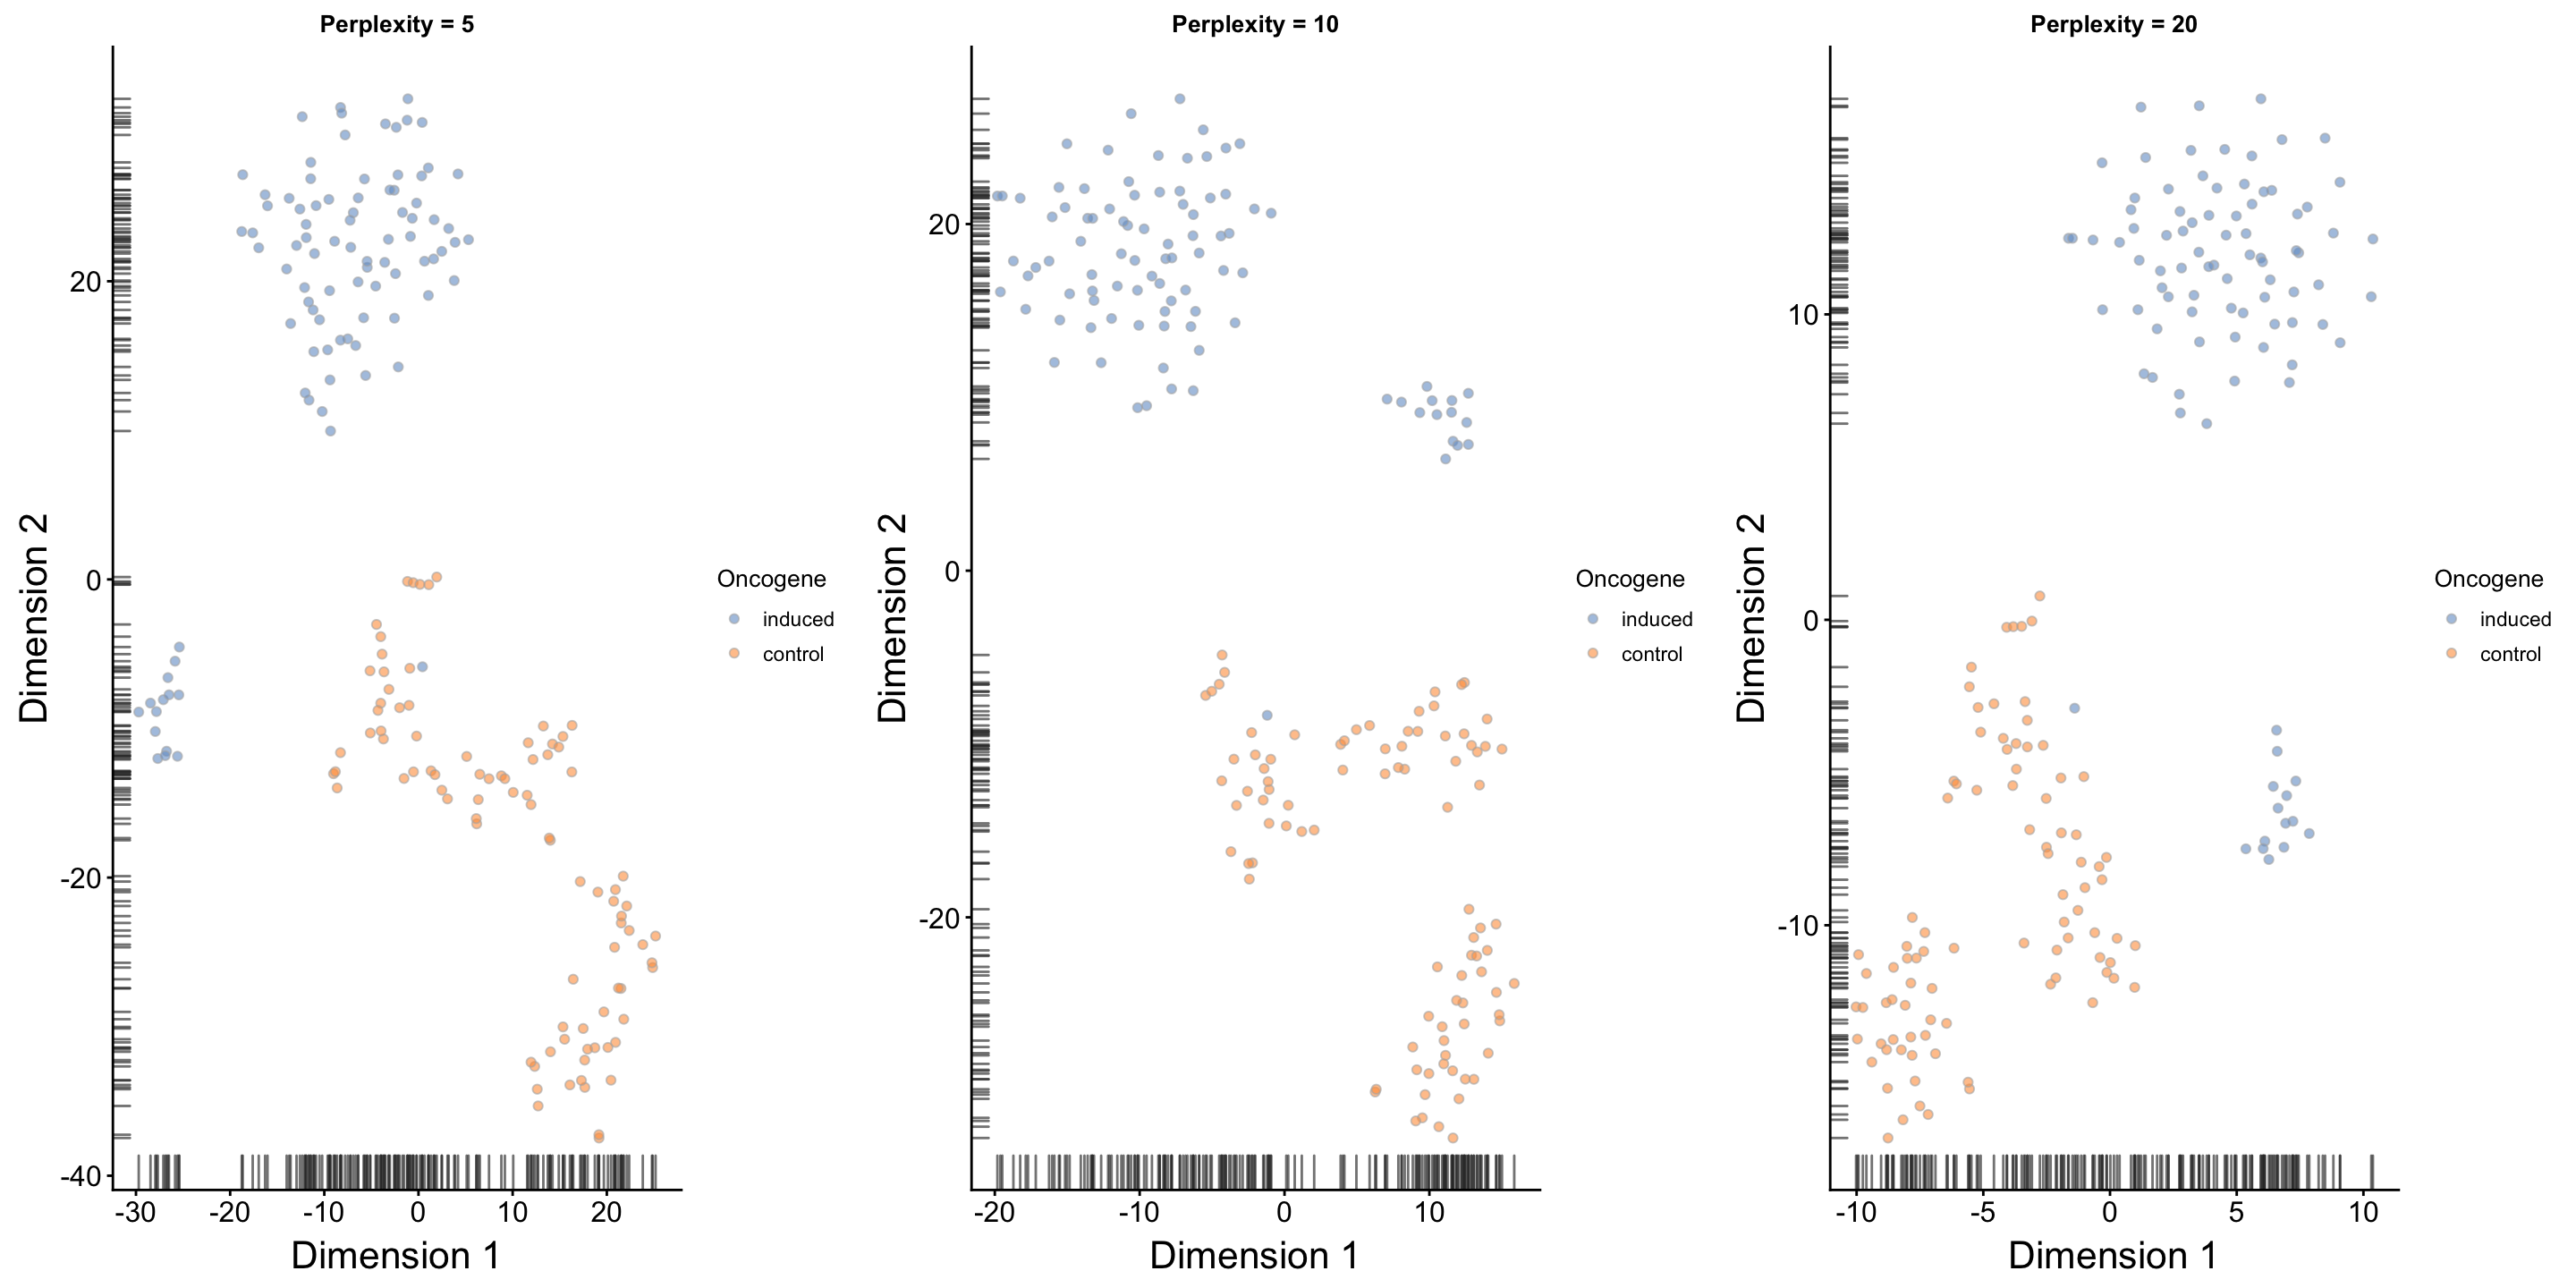 Perplexity = 5
Perplexity = 10
Perplexity = 20
Dimension 2
20
0
-20
-40
-30 -20 -10 0 10 20
Dimension 1
Oncogene
induced
control
Dimension 2
20
0
-20
-20 -10 0 10
Dimension 1
Oncogene
induced
control
Dimension 2
10
0
-10
-10 -5 0 5 10
Dimension 1
Oncogene
induced
control